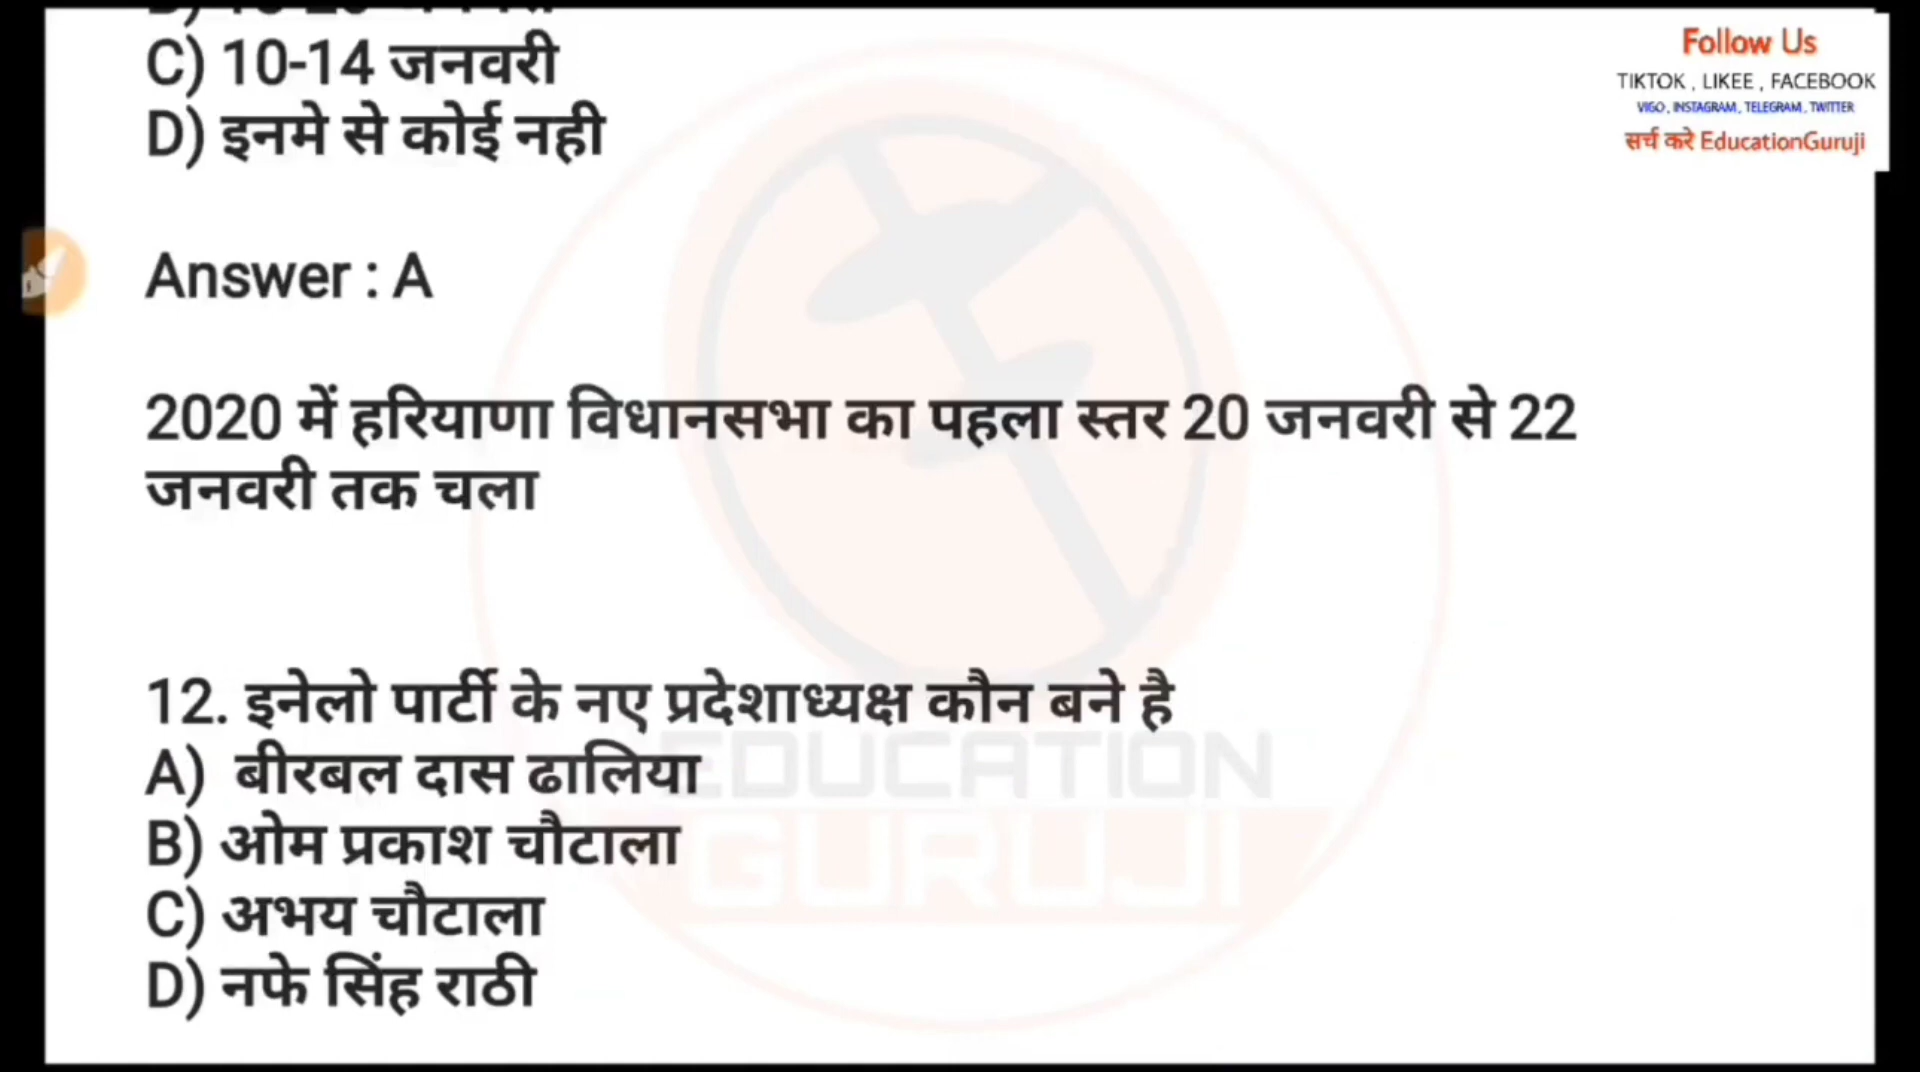 C) 10-14 जनवरी
D) इनमे से कोई नही
Follow Us
TIKTOK , LIKEE , FACEBOOK
VIGO, INSTAGRAM, TELEGRAM, TWITTER
सर्च करे EducationGuruji
Answer : A
2020 में हरियाणा विधानसभा का पहला स्तर 20 जनवरी से 22
जनवरी तक चला
12. इनेलो पार्टी के नए प्रदेशाध्यक्ष कौन बने है
A) बीरबल दास ढालिया
B) ओम प्रकाश चौटाला
C) अभय चौटाला
D) नफे सिंह राठी
EDUCATION
GURUJI